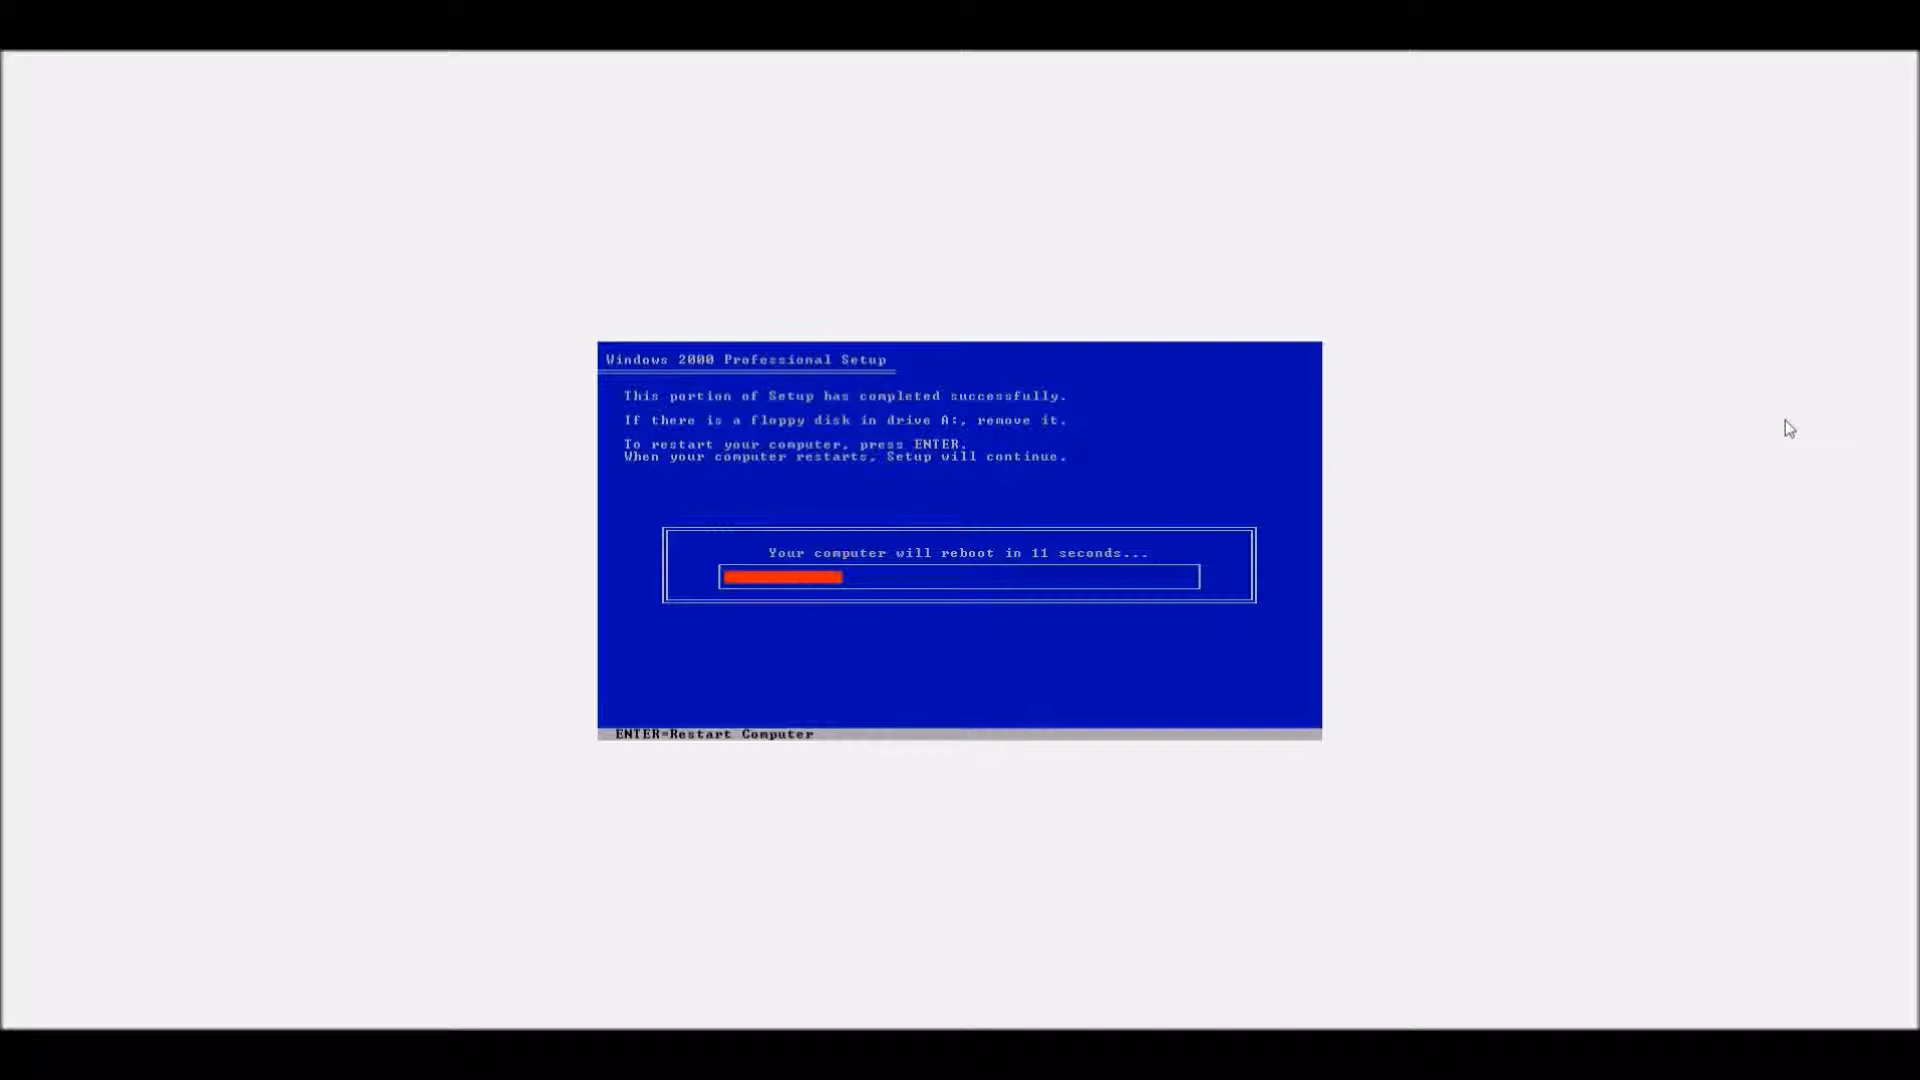 Windows 2000 Professional Setup
This portion of Setup has completed successfully.
If there is a floppy disk in drive A:, remove it.
To restart your computer, press ENTER.
When your computer restarts, Setup will continue.
Your computer will reboot in 11 seconds...
ENTER=Restart Computer